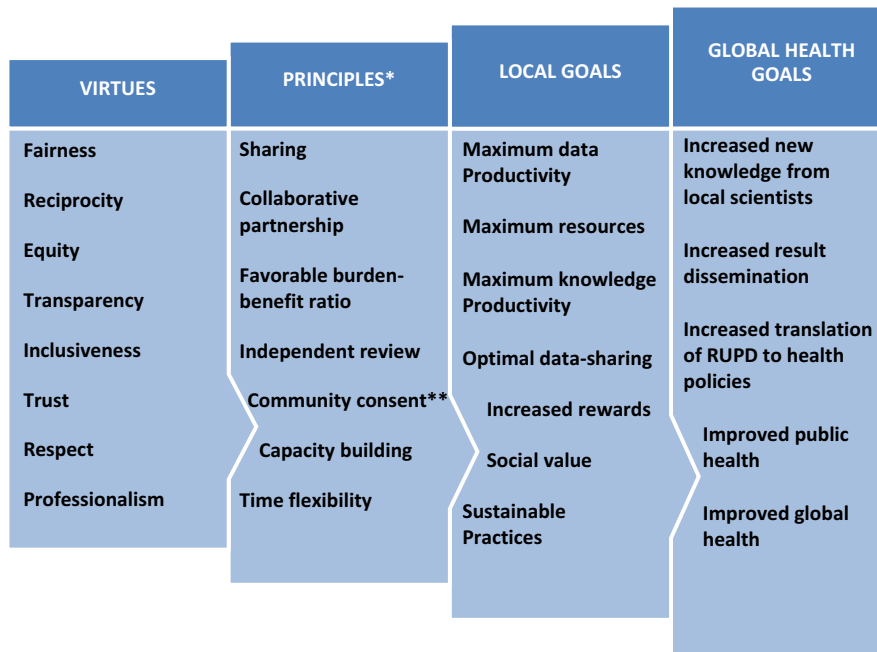 VIRTUES
Fairness
Reciprocity
Equity
Transparency
Inclusiveness
Trust
Respect
Professionalism
PRINCIPLES*
Sharing
Collaborative
partnership
Favorable burden-
benefit ratio
Independent review
Community consent**
Capacity building
Time flexibility
LOCAL GOALS
Maximum data
Productivity
Maximum resources
Maximum knowledge
Productivity
Optimal data-sharing
Increased rewards
Social value
Sustainable
Practices
GLOBAL HEALTH
GOALS
Increased new
knowledge from
local scientists
Increased result
dissemination
Increased translation
of RUPD to health
policies
Improved public
health
Improved global
health